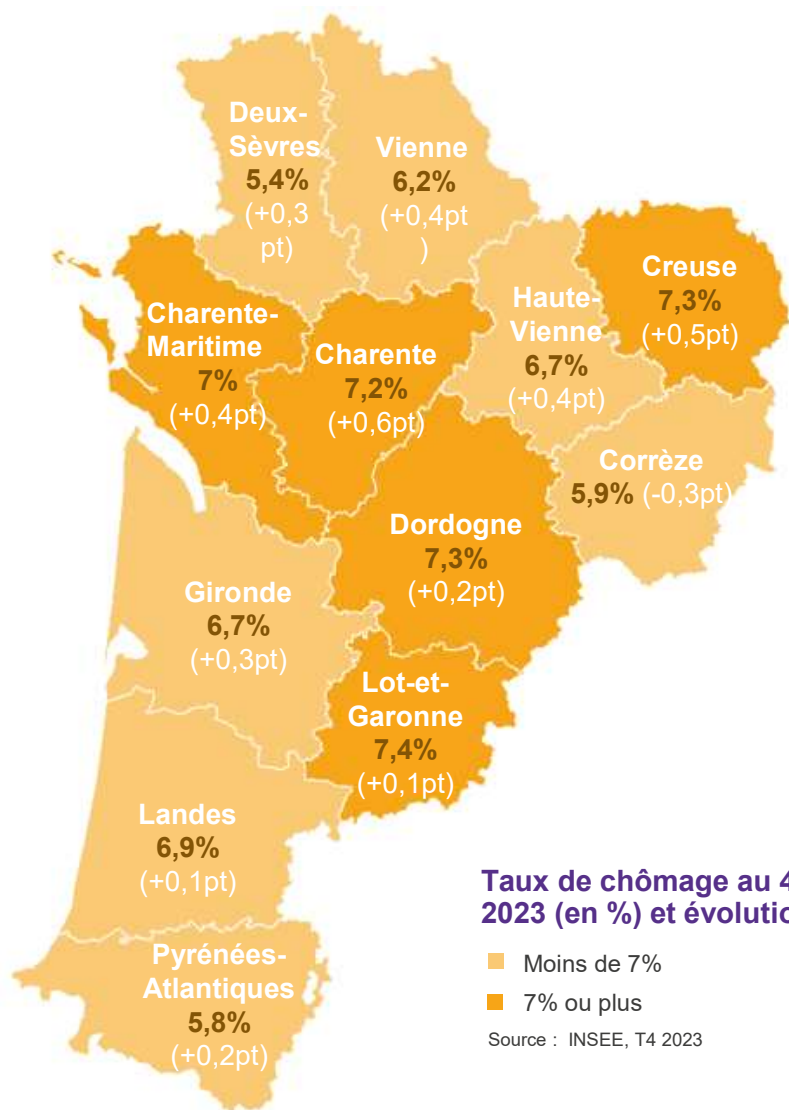 Deux-
Sèvres
5,4%
(+0,3
pt)
Vienne
6,2%
(+0,4pt
)
Creuse
7,3%
(+0,5pt)
Haute-
Vienne
6,7%
(+0,4pt)
Charente-
Maritime
7%
(+0,4pt)
Charente
7,2%
(+0,6pt)
Corrèze
5,9% (-0,3pt)
Dordogne
7,3%
(+0,2pt)
Gironde
6,7%
(+0,3pt)
Lot-et-
Garonne
7,4%
(+0,1pt)
Landes
6,9%
(+0,1pt)
Pyrénées-
Atlantiques
5,8%
(+0,2pt)
Taux de chômage au 4
2023 (en %) et évolutio
Moins de 7%
7% ou plus
Source : INSEE, T4 2023